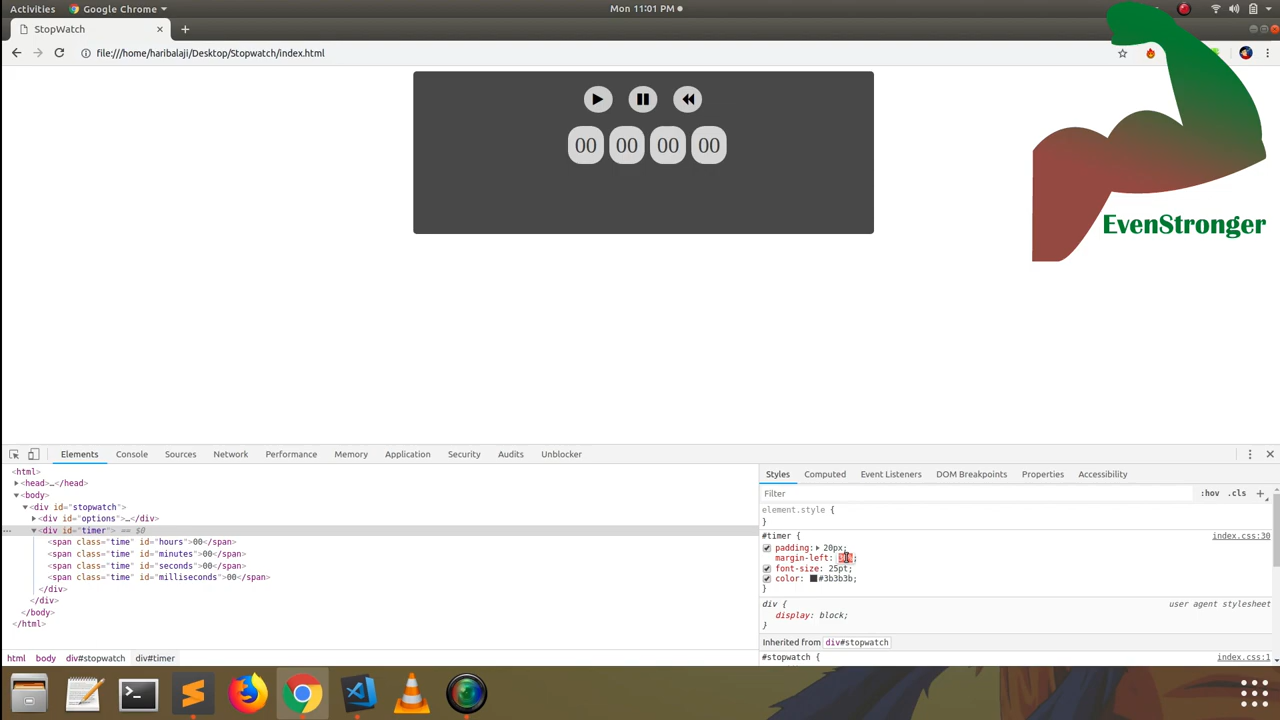 Activities Google Chrome Mon 11:01 PM
StopWatch
file:///home/haribalaji/Desktop/Stopwatch/index.html
00 00 00 00
EvenStronger
Elements Console Sources Network Performance Memory Application Security Audits Unblocker
<html>
<head>…</head>
<body>
<div id="stopwatch">
<div id="options">…</div>
<div id="timer"> == $0
<span class="time" id="hours">00</span>
<span class="time" id="minutes">00</span>
<span class="time" id="seconds">00</span>
<span class="time" id="milliseconds">00</span>
</div>
</div>
</body>
</html>
html body div#stopwatch div#timer
Styles Computed Event Listeners DOM Breakpoints Properties Accessibility
Filter :hov .cls +
element.style {
}
#timer { index.css:30
padding: 20px;
margin-left: ;
font-size: 25pt;
color: #3b3b3b;
}
div { user agent stylesheet
display: block;
}
Inherited from div#stopwatch
#stopwatch { index.css:1